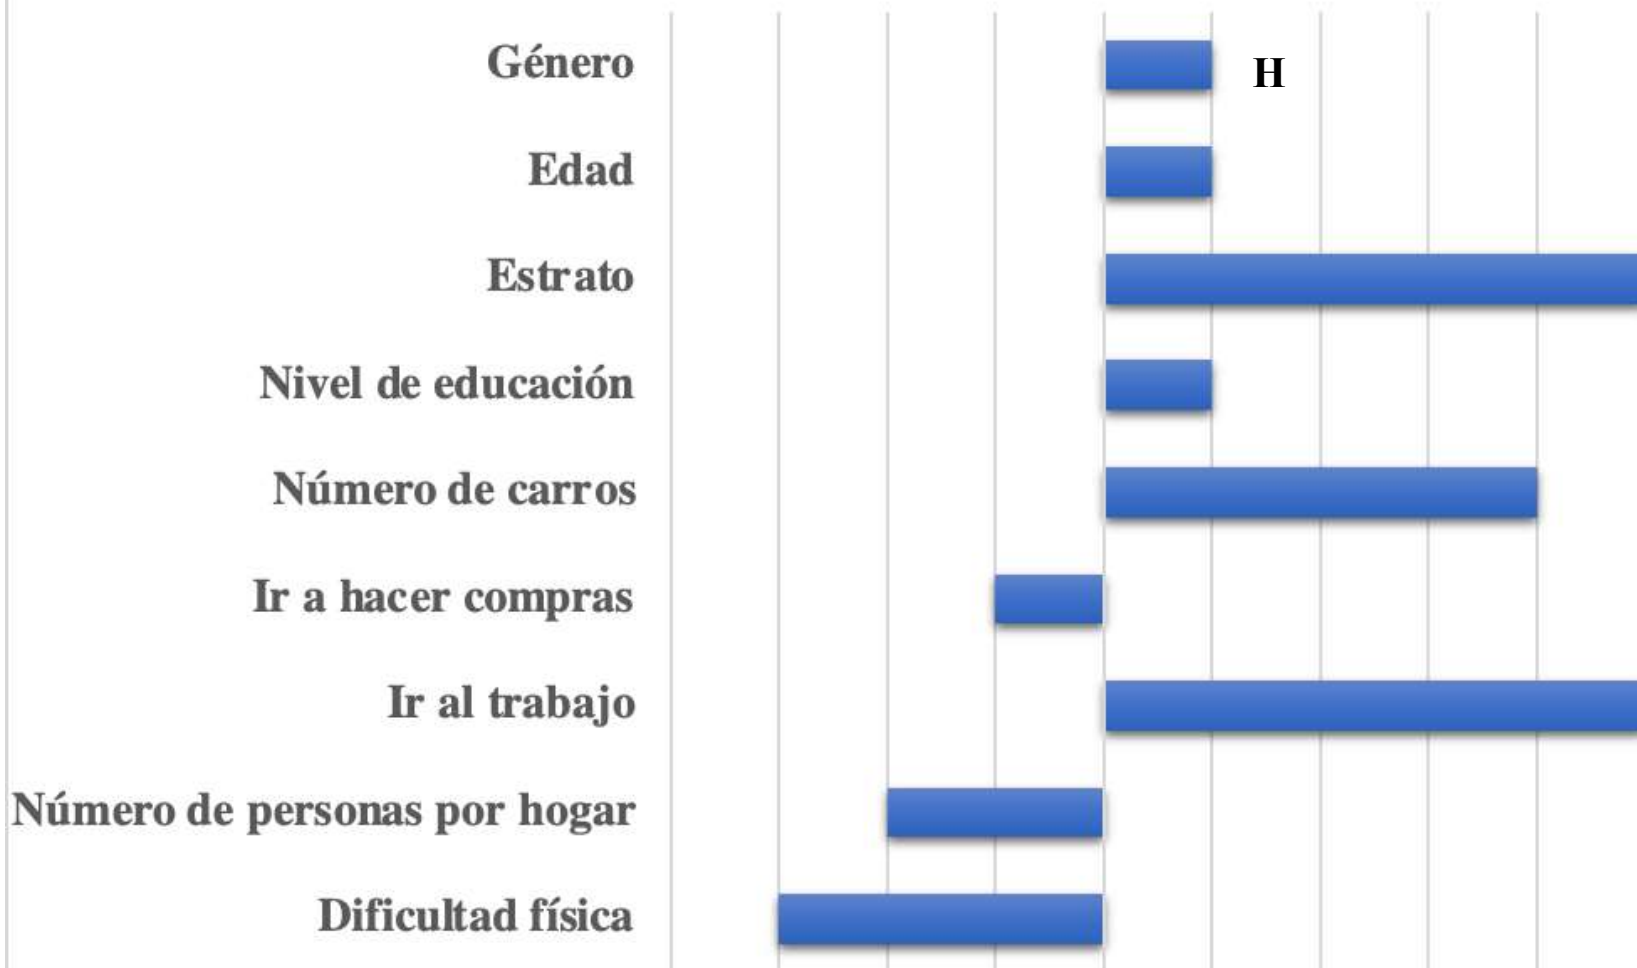 Género
H
Edad
Estrato
Nivel de educación
Número de carros
Ir a hacer compras
Ir al trabajo
Número de personas por hogar
Dificultad física